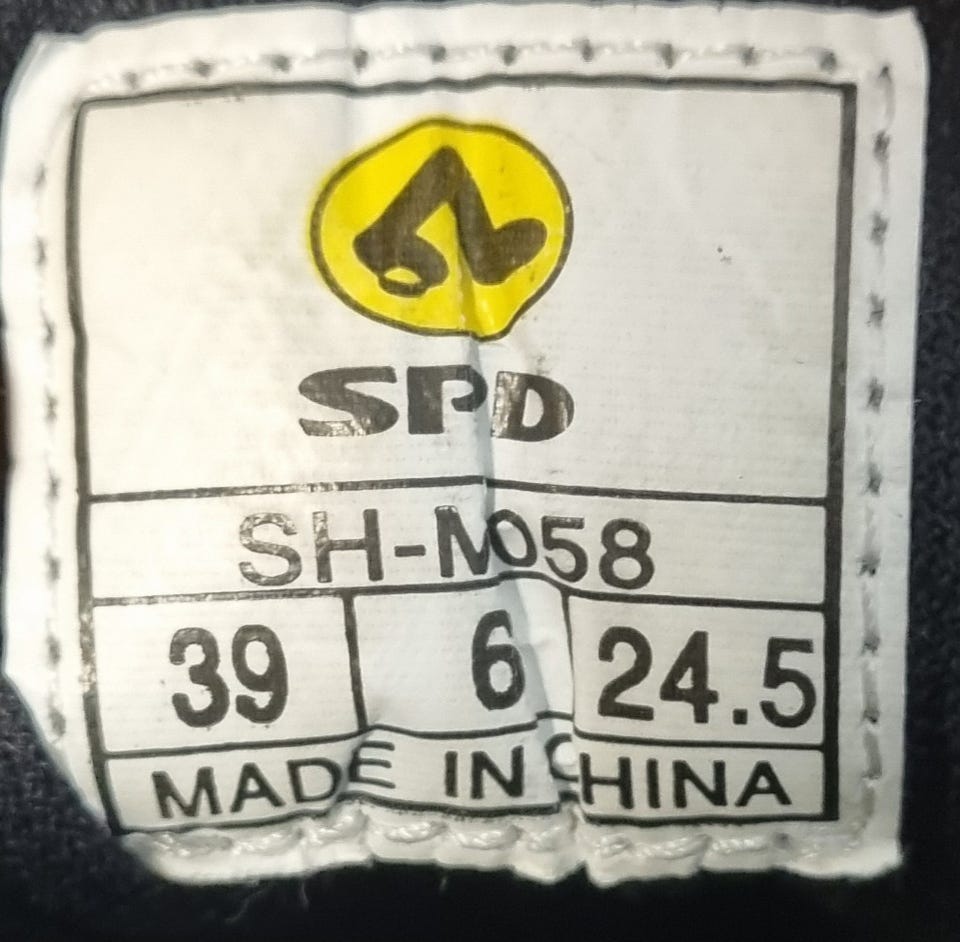 SPD
SH-M058
39 6 24.5
MADE IN CHINA